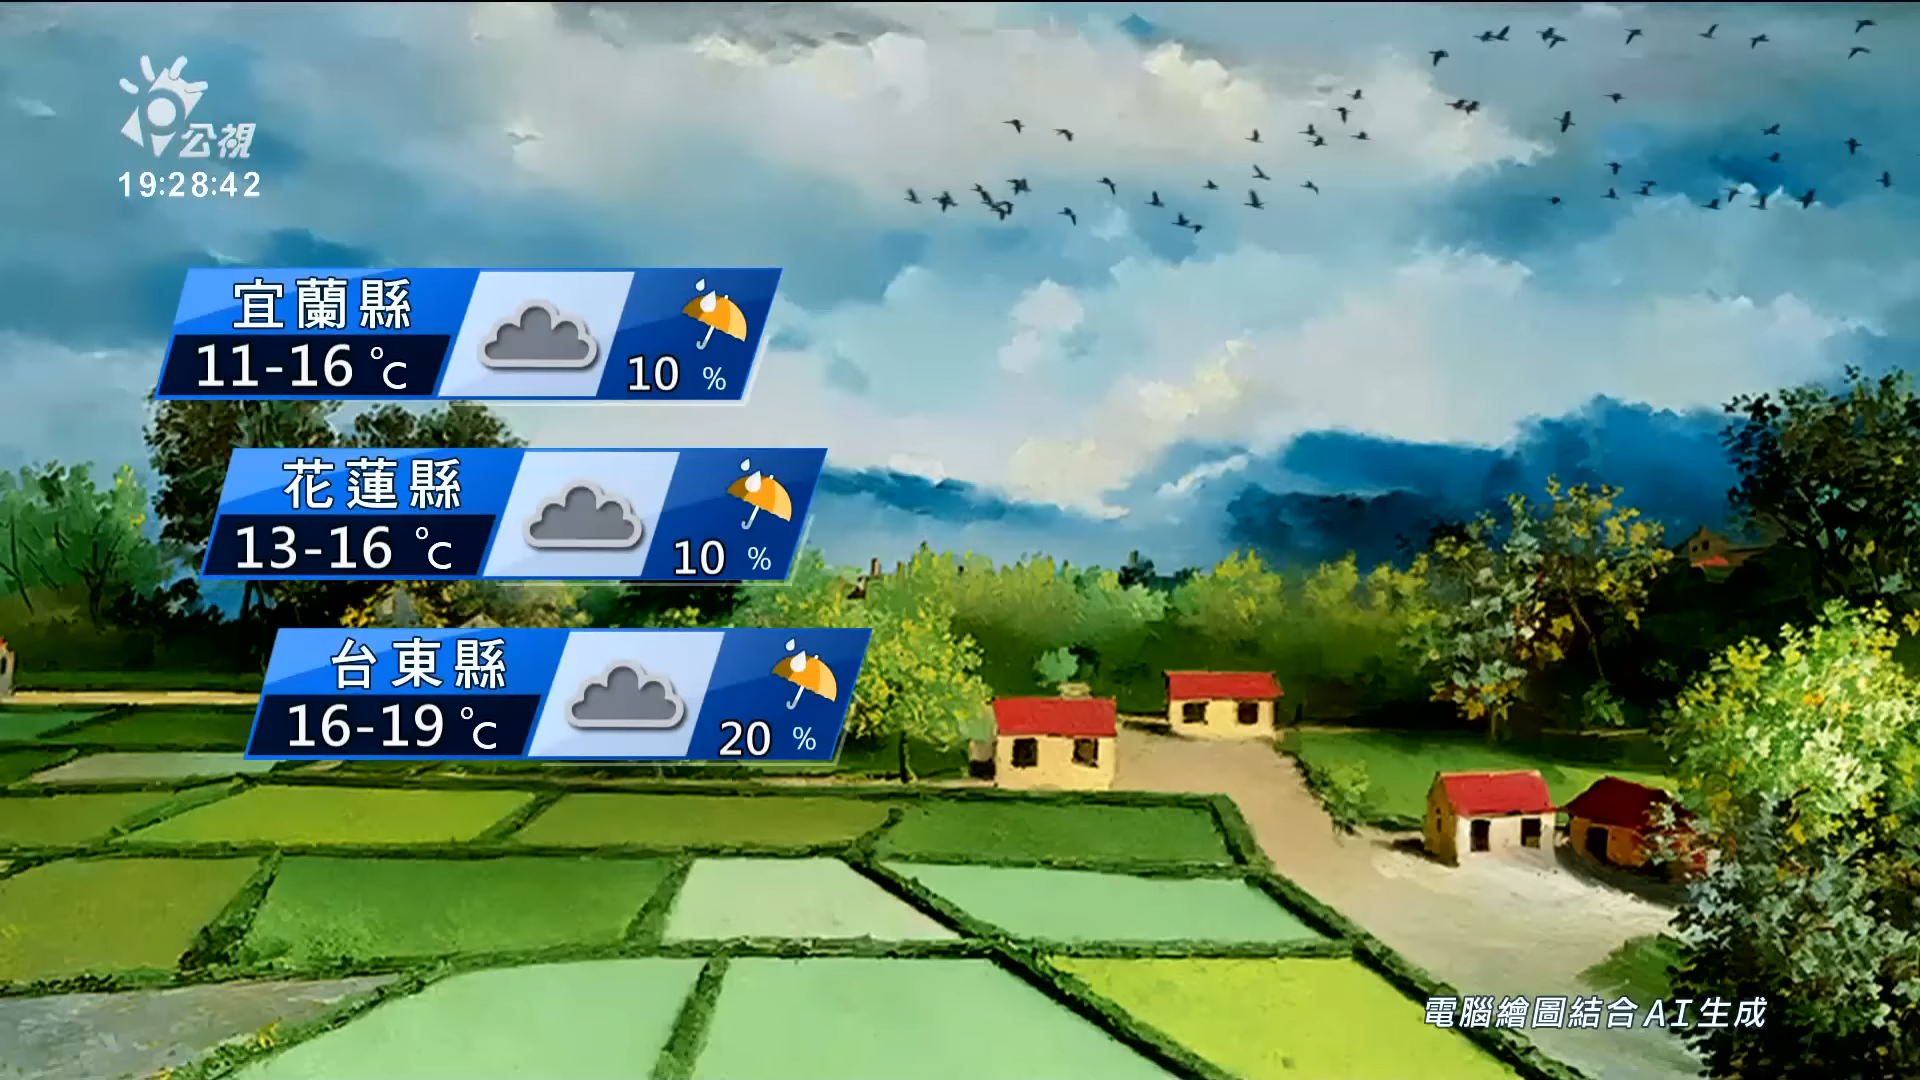 公視
19:28:42
宜蘭縣
11-16 ℃
10 %
花蓮縣
13-16 ℃
10 %
台東縣
16-19 ℃
20 %
電腦繪圖結合AI生成